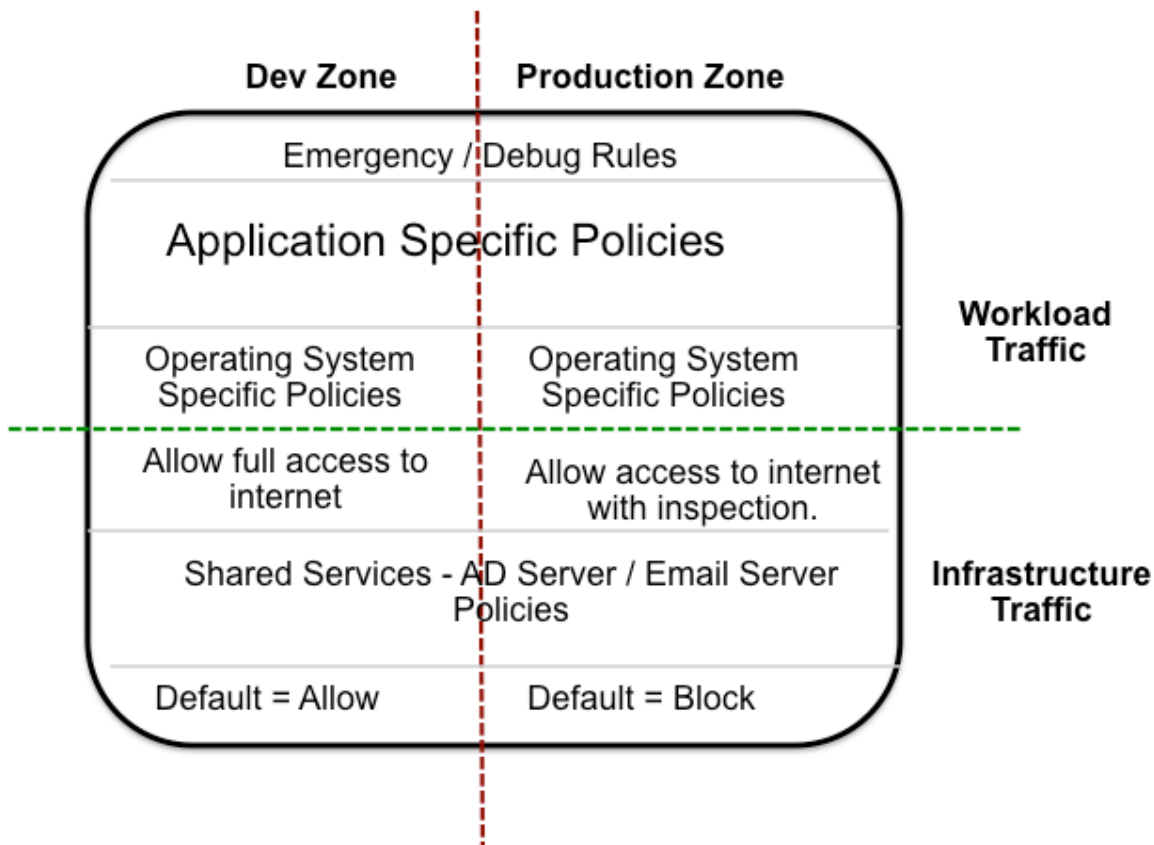 Dev Zone
Production Zone
Emergency / Debug Rules
Application Specific Policies
Workload
Traffic
Operating System
Specific Policies
Operating System
Specific Policies
Allow full access to
internet
Allow access to internet
with inspection.
Shared Services - AD Server / Email Server
Policies
Infrastructure
Traffic
Default = Allow
Default = Block